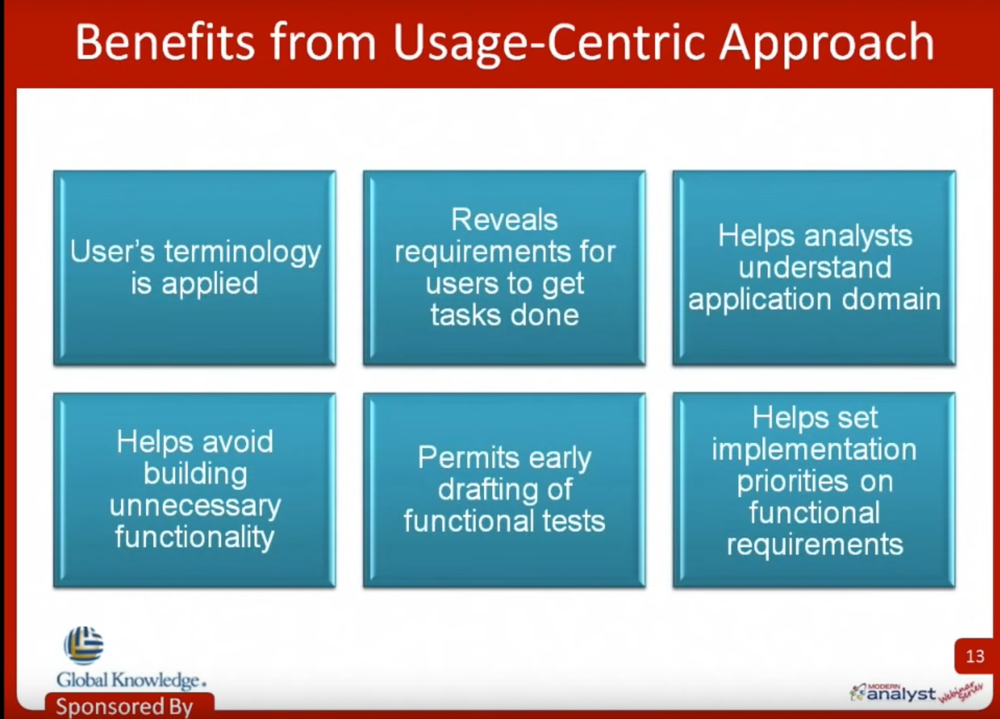 Benefits from Usage-Centric Approach
User's terminology
is applied
Reveals
requirements for
users to get
tasks done
Helps analysts
understand
application domain
Helps avoid
building
unnecessary
functionality
Permits early
drafting of
functional tests
Helps set
implementation
priorities on
functional
requirements
Global Knowledge.
Sponsored By
13
MODERN
analyst Webinar
Series